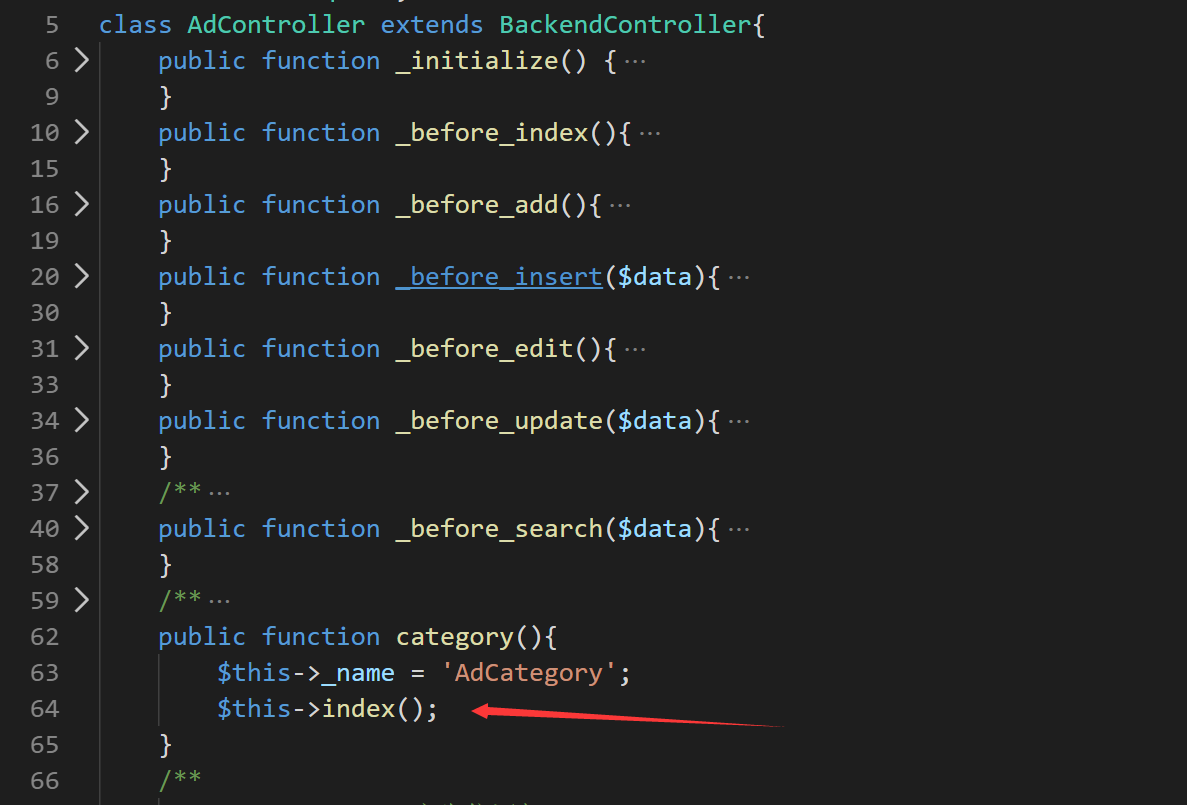 5 class AdController extends BackendController{
6 public function _initialize() {···
9 }
10 public function _before_index(){···
15 }
16 public function _before_add(){···
19 }
20 public function _before_insert($data){···
30 }
31 public function _before_edit(){···
33 }
34 public function _before_update($data){···
36 }
37 /**···
40 public function _before_search($data){···
58 }
59 /**···
62 public function category(){
63 $this->_name = 'AdCategory';
64 $this->index();
65 }
66 /**